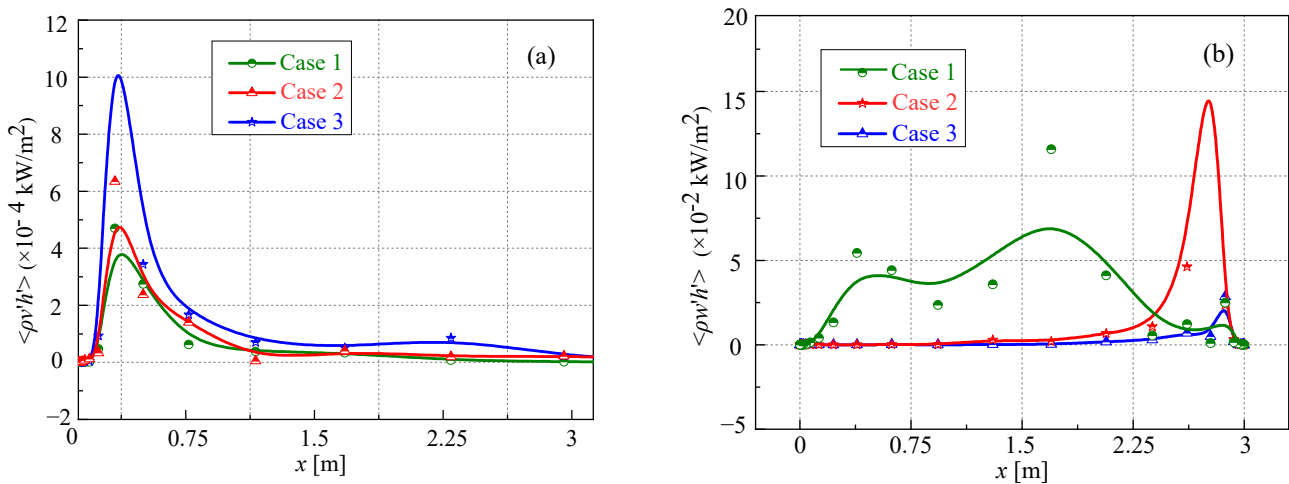 12
10
8
6
4
2
0
−2
<ρv'h'> (×10⁻⁴ kW/m²)
(a)
Case 1
Case 2
Case 3
0 0.75 1.5 2.25 3
x [m]
20
15
10
5
0
−5
<ρw'h'> (×10⁻² kW/m²)
(b)
Case 1
Case 2
Case 3
0 0.75 1.5 2.25 3
x [m]